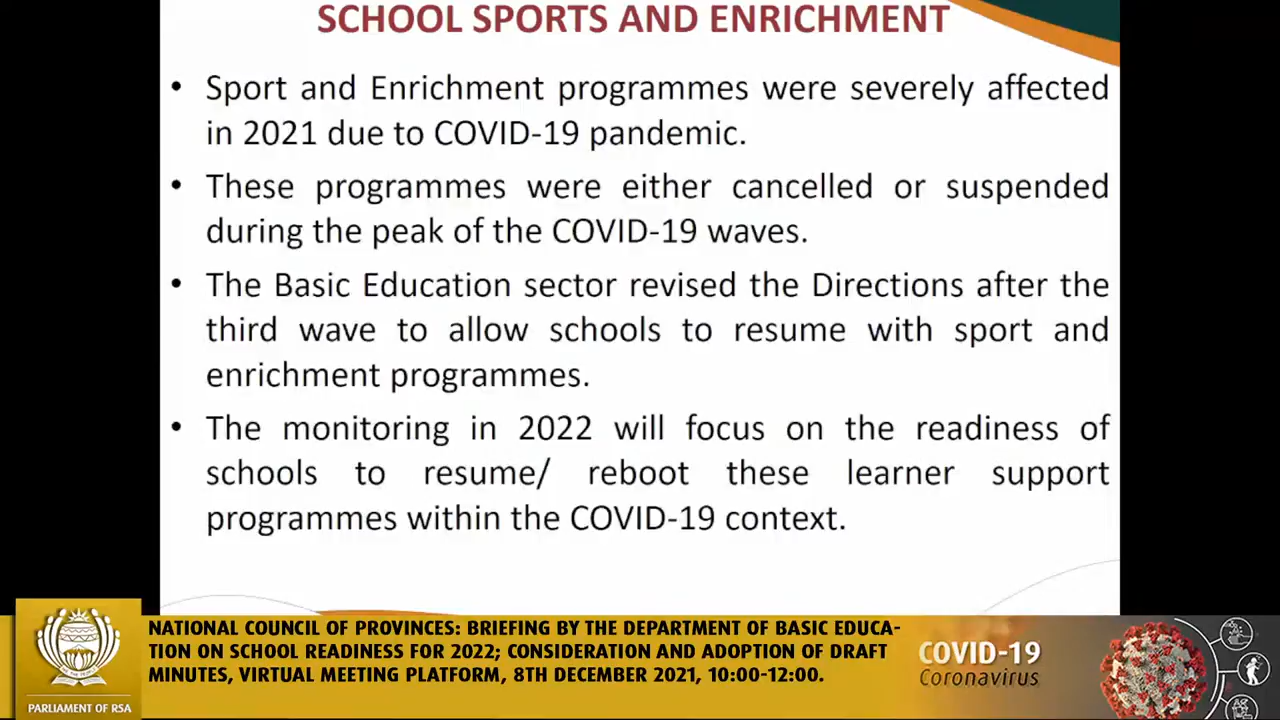 SCHOOL SPORTS AND ENRICHMENT
• Sport and Enrichment programmes were severely affected
in 2021 due to COVID-19 pandemic.
• These programmes were either cancelled or suspended
during the peak of the COVID-19 waves.
• The Basic Education sector revised the Directions after the
third wave to allow schools to resume with sport and
enrichment programmes.
• The monitoring in 2022 will focus on the readiness of
schools to resume/ reboot these learner support
programmes within the COVID-19 context.
NATIONAL COUNCIL OF PROVINCES: BRIEFING BY THE DEPARTMENT OF BASIC EDUCA-
TION ON SCHOOL READINESS FOR 2022; CONSIDERATION AND ADOPTION OF DRAFT
MINUTES, VIRTUAL MEETING PLATFORM, 8TH DECEMBER 2021, 10:00-12:00.
PARLIAMENT OF RSA
COVID-19
Coronavirus